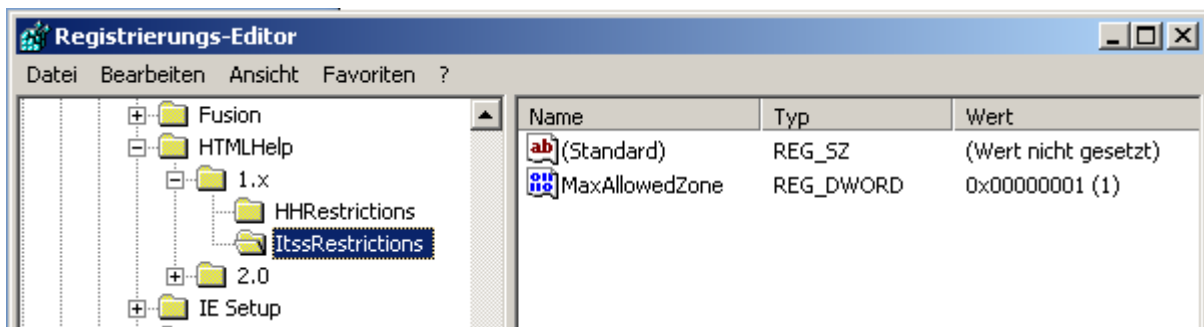 Registrierungs-Editor
Datei Bearbeiten Ansicht Favoriten ?
Fusion
HTMLHelp
1.x
HHRestrictions
ItssRestrictions
2.0
IE Setup
Name Typ Wert
(Standard) REG_SZ (Wert nicht gesetzt)
MaxAllowedZone REG_DWORD 0x00000001 (1)